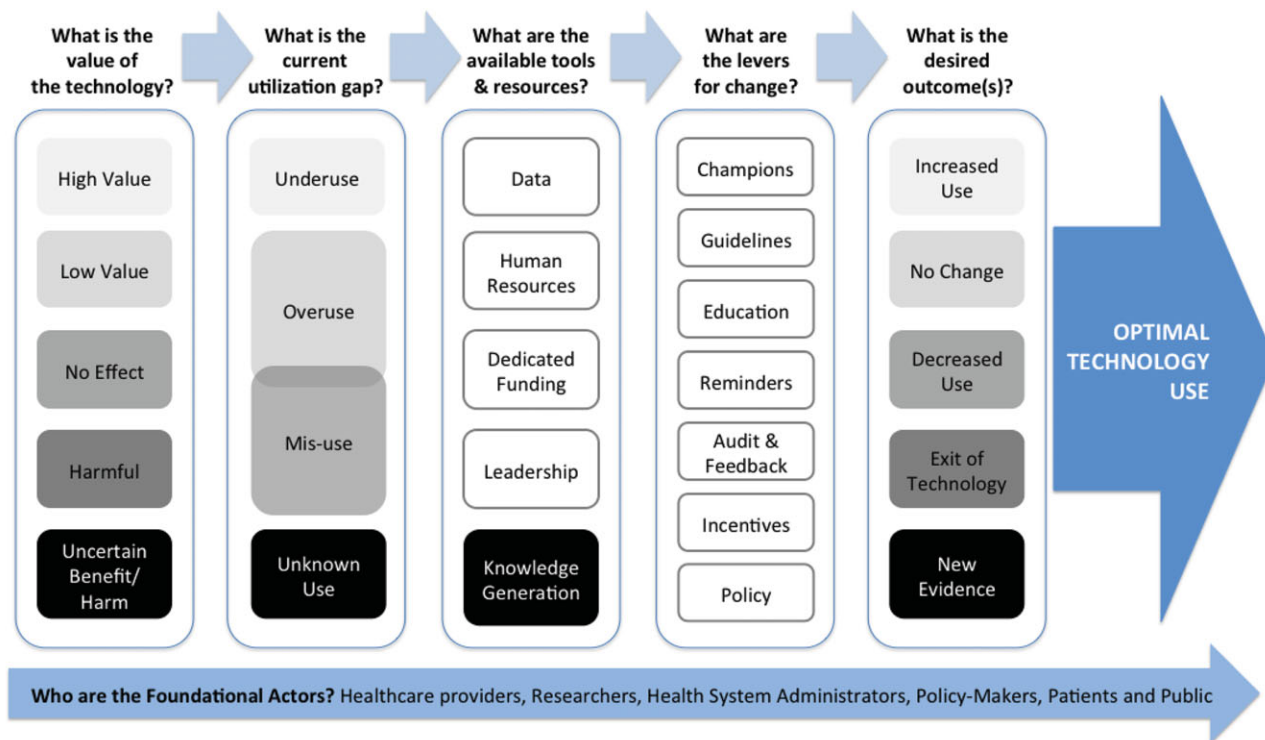 What is the
value of
the technology?
What is the
current
utilization gap?
What are the
available tools
& resources?
What are
the levers
for change?
What is the
desired
outcome(s)?
High Value
Low Value
No Effect
Harmful
Uncertain
Benefit/
Harm
Underuse
Overuse
Mis-use
Unknown
Use
Data
Human
Resources
Dedicated
Funding
Leadership
Knowledge
Generation
Champions
Guidelines
Education
Reminders
Audit &
Feedback
Incentives
Policy
Increased
Use
No Change
Decreased
Use
Exit of
Technology
New
Evidence
OPTIMAL
TECHNOLOGY
USE
Who are the Foundational Actors? Healthcare providers, Researchers, Health System Administrators, Policy-Makers, Patients and Public